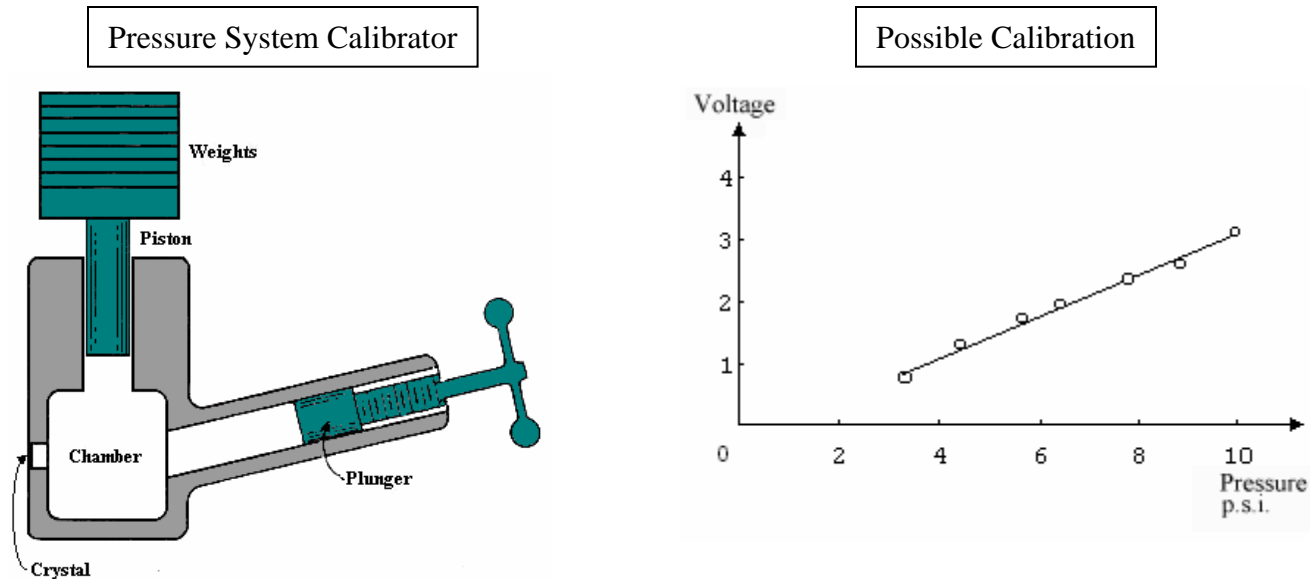 Pressure System Calibrator
Weights
Piston
Chamber
Plunger
Crystal
Possible Calibration
Voltage
4
3
2
1
0 2 4 6 8 10
Pressure
p.s.i.